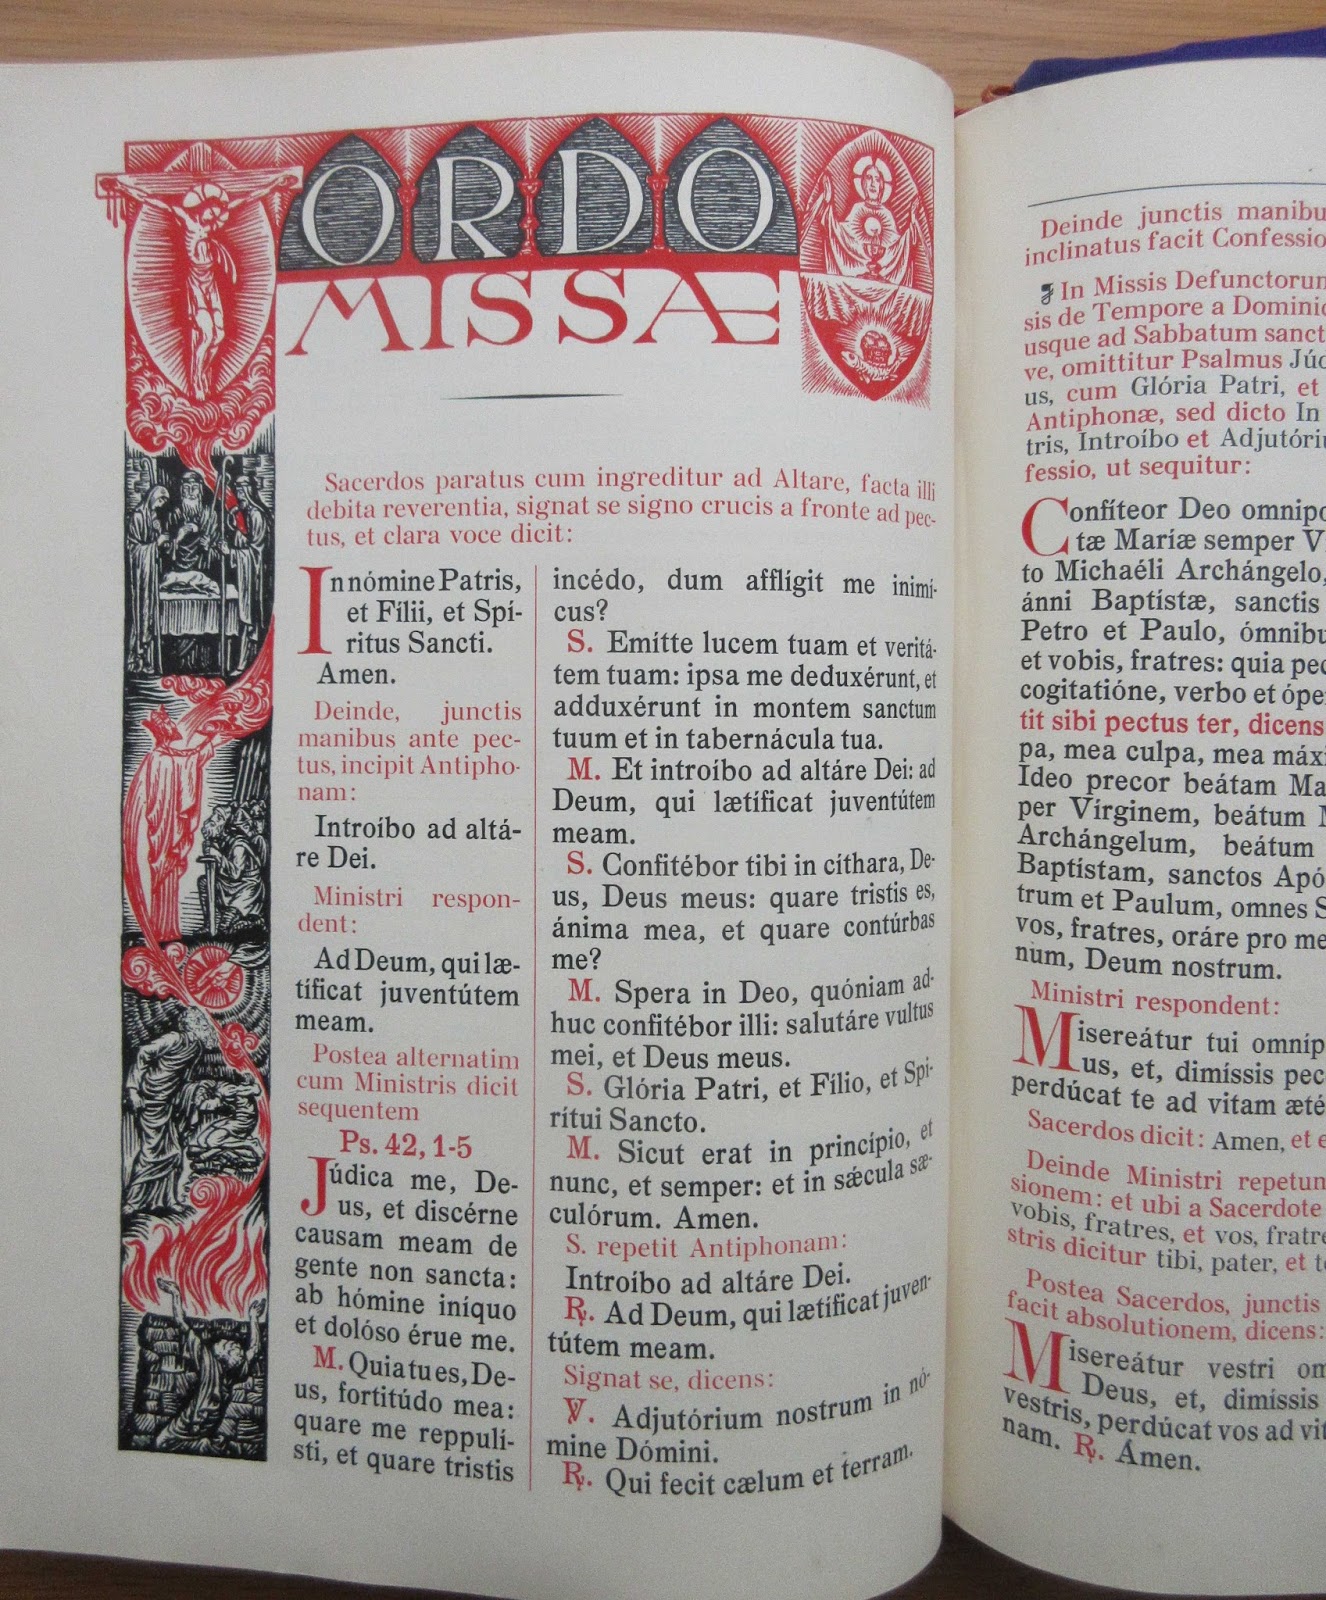 ORDO
MISSÆ
Sacerdos paratus cum ingreditur ad Altare, facta illi
debita reverentia, signat se signo crucis a fronte ad pec-
tus, et clara voce dicit:
In nómine Patris,
et Fílii, et Spí-
ritus Sancti.
Amen.
Deinde, junctis
manibus ante pec-
tus, incipit Antipho-
nam:
Introíbo ad altá-
re Dei.
Ministri respon-
dent:
Ad Deum, qui læ-
tíficat juventútem
meam.
Postea alternatim
cum Ministris dicit
sequentem
Ps. 42, 1-5
Júdica me, De-
us, et discérne
causam meam de
gente non sancta:
ab hómine iníquo
et dolóso érue me.
M. Quia tu es, De-
us, fortitúdo mea:
quare me reppulí-
sti, et quare tristis
incédo, dum afflígit me inimí-
cus?
S. Emítte lucem tuam et veritá-
tem tuam: ipsa me deduxérunt, et
adduxérunt in montem sanctum
tuum et in tabernácula tua.
M. Et introíbo ad altáre Dei: ad
Deum, qui lætíficat juventútem
meam.
S. Confitébor tibi in cíthara, De-
us, Deus meus: quare tristis es,
ánima mea, et quare contúrbas
me?
M. Spera in Deo, quóniam ad-
huc confitébor illi: salutáre vultus
mei, et Deus meus.
S. Glória Patri, et Fílio, et Spi-
rítui Sancto.
M. Sicut erat in princípio, et
nunc, et semper: et in sǽcula sæ-
culórum. Amen.
S. repetit Antiphonam:
Introíbo ad altáre Dei.
℟. Ad Deum, qui lætíficat juven-
tútem meam.
Signat se, dicens:
℣. Adjutórium nostrum in nó-
mine Dómini.
℟. Qui fecit cælum et terram.
Deinde junctis manibu
inclinatus facit Confessio
In Missis Defunctorum
sis de Tempore a Dominic
usque ad Sabbatum sanct
ve, omittitur Psalmus Júd
us, cum Glória Patri, et
Antiphonæ, sed dicto In
tris, Introíbo et Adjutóriu
fessio, ut sequitur:
Confíteor Deo omnipo
tæ Maríæ semper V
to Michaéli Archángelo,
ánni Baptístæ, sanctis
Petro et Paulo, ómnibu
et vobis, fratres: quia pec
cogitatióne, verbo et ópe
tit sibi pectus ter, dicens
pa, mea culpa, mea máxi
Ideo precor beátam Ma
per Vírginem, beátum M
Archángelum, beátum
Baptístam, sanctos Apó
trum et Paulum, omnes S
vos, fratres, oráre pro me
num, Deum nostrum.
Ministri respondent:
Misereátur tui omníp
us, et, dimíssis pec
perdúcat te ad vitam æté
Sacerdos dicit: Amen, et e
Deinde Ministri repetun
sionem: et ubi a Sacerdote
vobis, fratres, et vos, fratre
stris dicitur tibi, pater, et te
Postea Sacerdos, junctis
facit absolutionem, dicens:
Misereátur vestri om
Deus, et, dimíssis
vestris, perdúcat vos ad vit
nam. ℟. Amen.